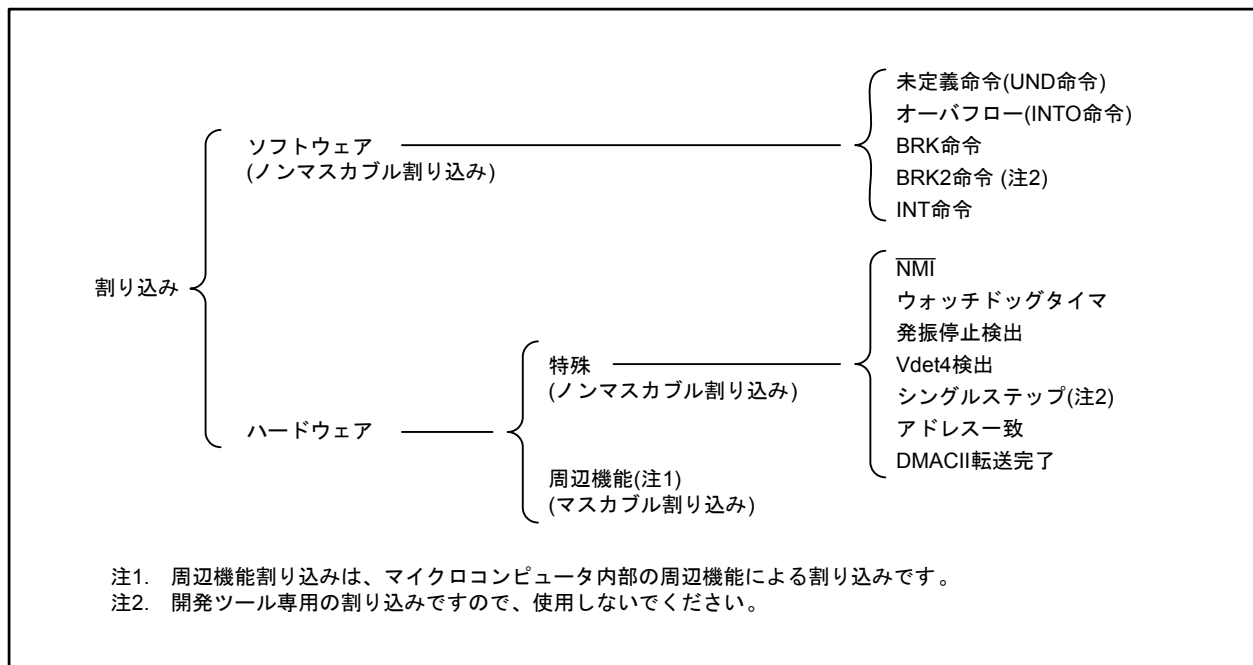 未定義命令(UND命令)
オーバフロー(INTO命令)
BRK命令
BRK2命令 (注2)
INT命令
ソフトウェア
(ノンマスカブル割り込み)
割り込み
NMI
ウォッチドッグタイマ
発振停止検出
Vdet4検出
シングルステップ(注2)
アドレス一致
DMACII転送完了
特殊
(ノンマスカブル割り込み)
ハードウェア
周辺機能(注1)
(マスカブル割り込み)
注1. 周辺機能割り込みは、マイクロコンピュータ内部の周辺機能による割り込みです。
注2. 開発ツール専用の割り込みですので、使用しないでください。